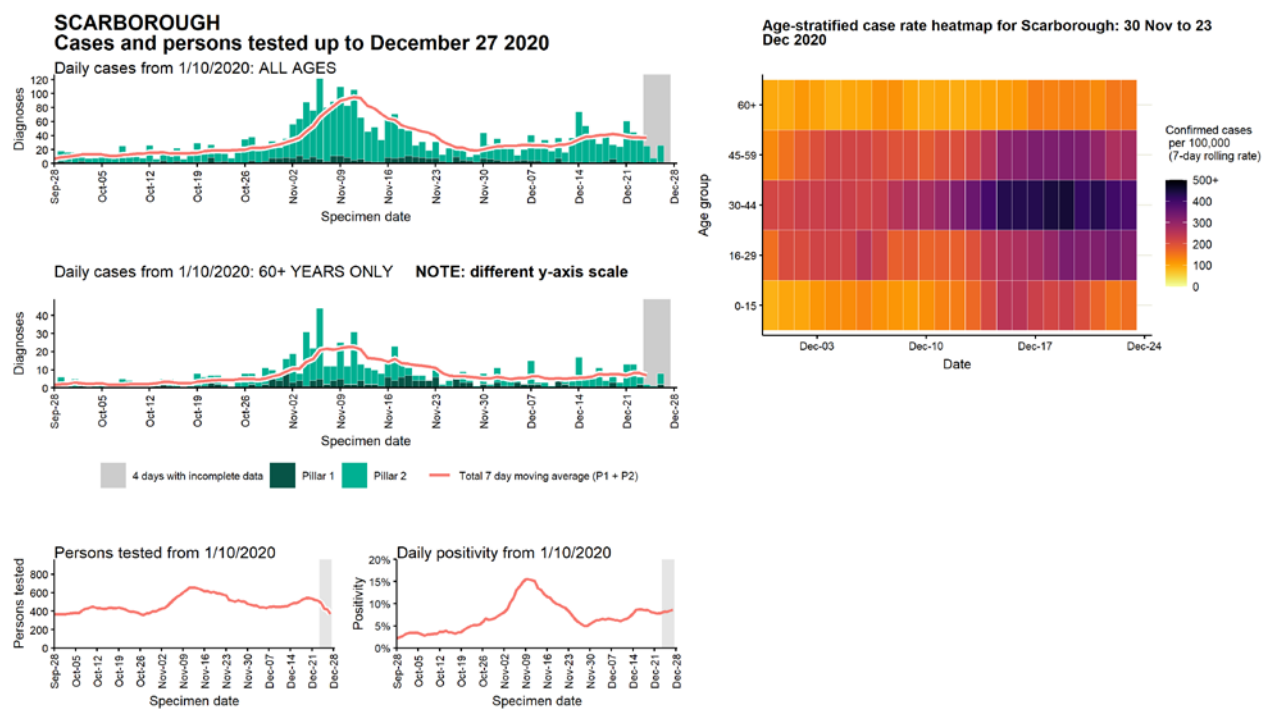 SCARBOROUGH
Cases and persons tested up to December 27 2020
Daily cases from 1/10/2020: ALL AGES
Diagnoses
120
100
80
60
40
20
0
Sep-28
Oct-05
Oct-12
Oct-19
Oct-26
Nov-02
Nov-09
Nov-16
Nov-23
Nov-30
Dec-07
Dec-14
Dec-21
Dec-28
Specimen date
Daily cases from 1/10/2020: 60+ YEARS ONLY NOTE: different y-axis scale
Diagnoses
40
30
20
10
0
Sep-28
Oct-05
Oct-12
Oct-19
Oct-26
Nov-02
Nov-09
Nov-16
Nov-23
Nov-30
Dec-07
Dec-14
Dec-21
Dec-28
Specimen date
4 days with incomplete data Pillar 1 Pillar 2 Total 7 day moving average (P1 + P2)
Persons tested from 1/10/2020
Persons tested
800
600
400
200
0
Sep-28
Oct-05
Oct-12
Oct-19
Oct-26
Nov-02
Nov-09
Nov-16
Nov-23
Nov-30
Dec-07
Dec-14
Dec-21
Dec-28
Specimen date
Daily positivity from 1/10/2020
Positivity
20%
15%
10%
5%
0%
Sep-28
Oct-05
Oct-12
Oct-19
Oct-26
Nov-02
Nov-09
Nov-16
Nov-23
Nov-30
Dec-07
Dec-14
Dec-21
Dec-28
Specimen date
Age-stratified case rate heatmap for Scarborough: 30 Nov to 23
Dec 2020
Age group
60+
45-59
30-44
16-29
0-15
Dec-03
Dec-10
Dec-17
Dec-24
Date
Confirmed cases
per 100,000
(7-day rolling rate)
500+
400
300
200
100
0